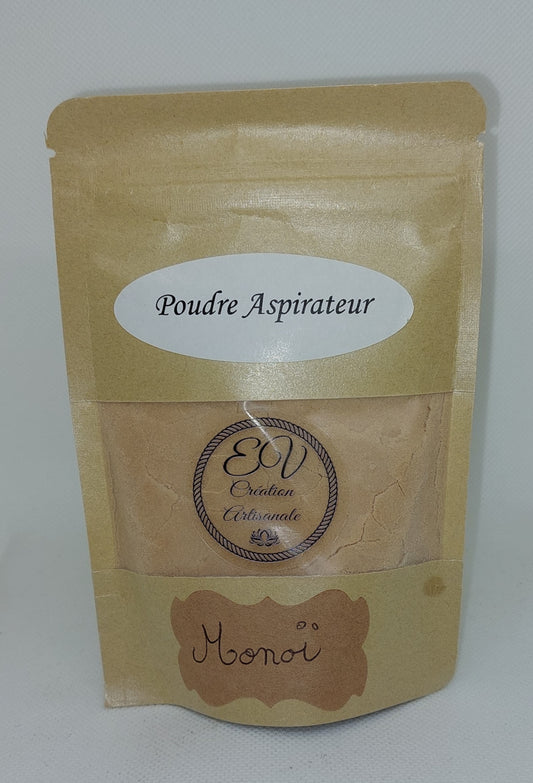 Poudre Aspirateur
EV
Création
Artisanale
Monoï